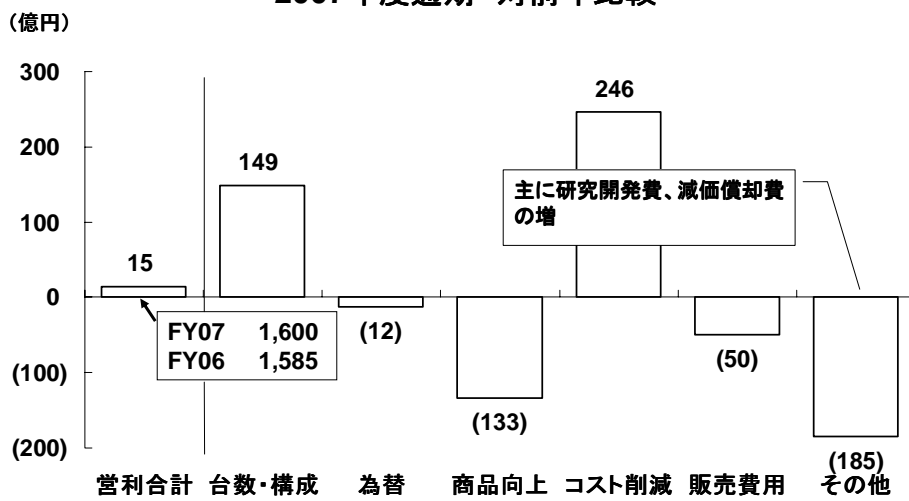 (億円)
300
200
100
0
(100)
(200)
15
149
(12)
(133)
246
(50)
(185)
主に研究開発費、減価償却費
の増
FY07 1,600
FY06 1,585
営利合計 台数・構成 為替 商品向上 コスト削減 販売費用 その他